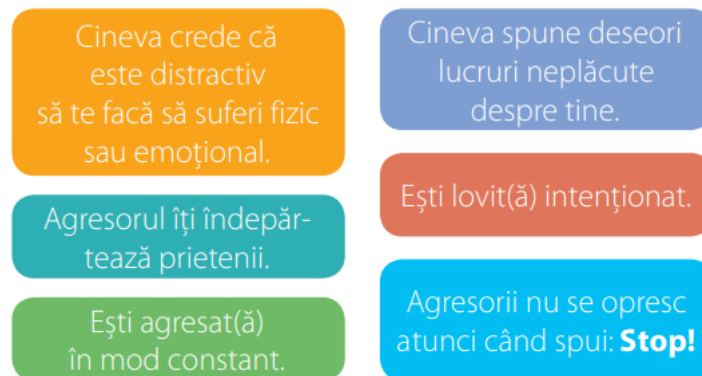 Cineva crede că
este distractiv
să te facă să suferi fizic
sau emoțional.
Agresorul îți îndepăr-
tează prietenii.
Ești agresat(ă)
în mod constant.
Cineva spune deseori
lucruri neplăcute
despre tine.
Ești lovit(ă) intenționat.
Agresorii nu se opresc
atunci când spui: Stop!